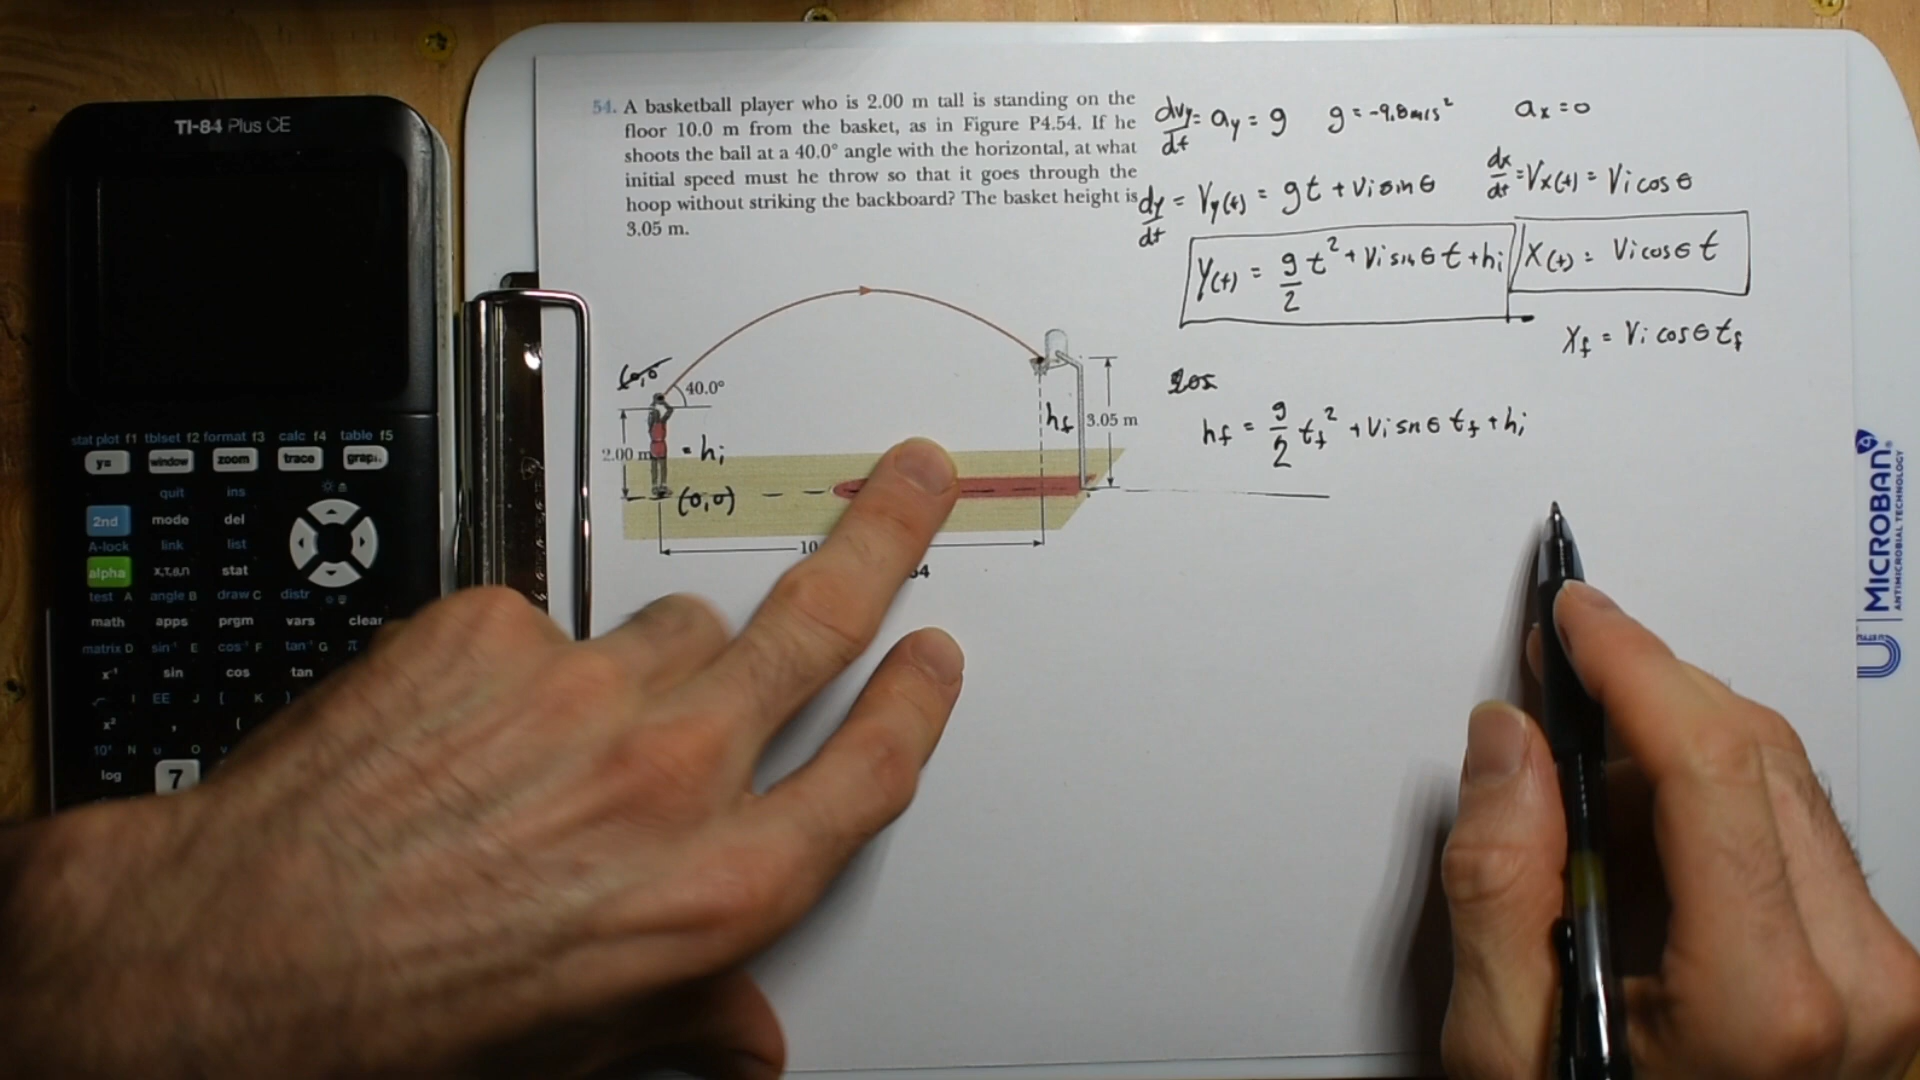 54. A basketball player who is 2.00 m tall is standing on the
floor 10.0 m from the basket, as in Figure P4.54. If he
shoots the ball at a 40.0° angle with the horizontal, at what
initial speed must he throw so that it goes through the
hoop without striking the backboard? The basket height is
3.05 m.
dvy/dt = ay = g
g = -9.8 m/s²
ax = 0
dy/dt = Vy(t) = gt + Vi sin θ
dx/dt = Vx(t) = Vi cos θ
Y(t) = g/2 t² + Vi sin θ t + hi
X(t) = Vi cos θ t
Xf = Vi cos θ tf
hf = g/2 tf² + Vi sn θ tf + hi
(0,0)
40.0°
hf
3.05 m
2.00 m
= hi
(0,0)
10
54
TI-84 Plus CE
stat plot f1 tblset f2 format f3 calc f4 table f5
y= window zoom trace graph
quit ins
2nd mode del
A-lock link list
alpha X,T,θ,n stat
test A angle B draw C distr
math apps prgm vars clear
matrix D sin⁻¹ E cos⁻¹ F tan⁻¹ G π
x⁻¹ sin cos tan
√ I EE J { K }
x² , (
10ˣ N u O v
log 7
MICROBAN
ANTIMICROBIAL TECHNOLOGY